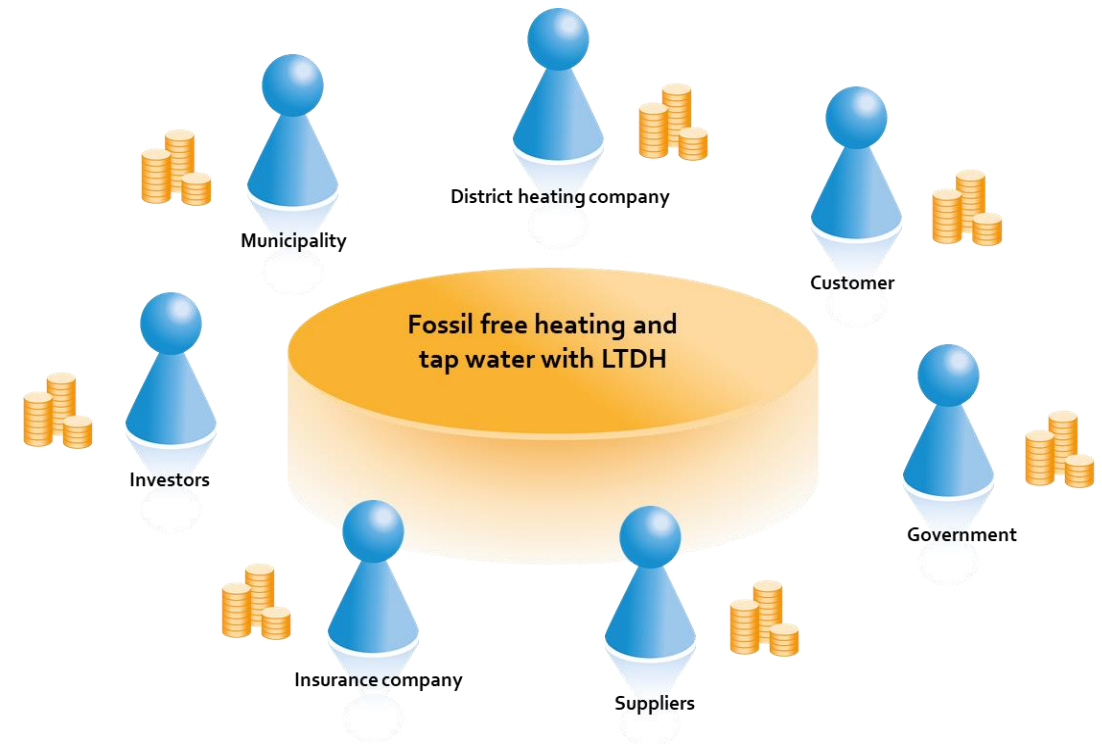 District heating company
Municipality
Customer
Fossil free heating and
tap water with LTDH
Investors
Government
Insurance company
Suppliers